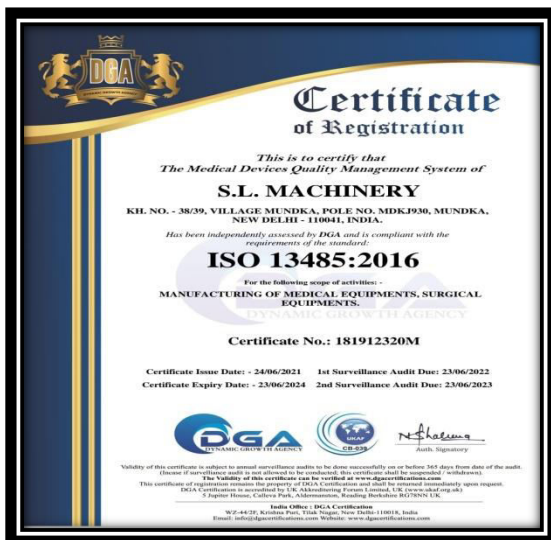 DGA
DYNAMIC GROWTH AGENCY
Certificate
of Registration
This is to certify that
The Medical Devices Quality Management System of
S.L. MACHINERY
KH. NO. - 38/39, VILLAGE MUNDKA, POLE NO. MDKJ930, MUNDKA,
NEW DELHI - 110041, INDIA.
Has been independently assessed by DGA and is compliant with the
requirements of the standard:
ISO 13485:2016
For the following scope of activities: -
MANUFACTURING OF MEDICAL EQUIPMENTS, SURGICAL
EQUIPMENTS.
DGA
DYNAMIC GROWTH AGENCY
Certificate No.: 181912320M
Certificate Issue Date: - 24/06/2021 1st Surveillance Audit Due: 23/06/2022
Certificate Expiry Date: - 23/06/2024 2nd Surveillance Audit Due: 23/06/2023
DGA
DYNAMIC GROWTH AGENCY
UKAF
CB-038
Auth. Signatory
Validity of this certificate is subject to annual surveillance audits to be done successfully on or before 365 days from date of the audit.
(Incase if surveillance audit is not allowed to be conducted; this certificate shall be suspended / withdrawn).
The Validity of this certificate can be verified at www.dgacertifications.com
This certificate of registration remains the property of DGA Certification and shall be returned immediately upon request.
DGA Certification is accredited by UK Akkreditering Forum Limited, UK (www.ukaf.org.uk)
5 Jupiter House, Calleva Park, Aldermaston, Reading Berkshire RG78NN UK
India Office : DGA Certification
WZ-44/2F, Krishna Puri, Tilak Nagar, New Delhi-110018, India
Email: info@dgacertifications.com Website: www.dgacertifications.com